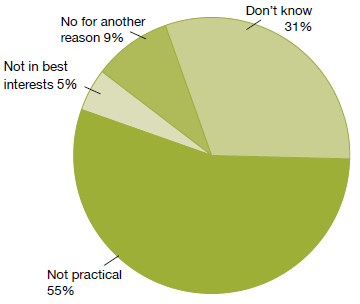 Don't know
31%
No for another
reason 9%
Not in best
interests 5%
Not practical
55%